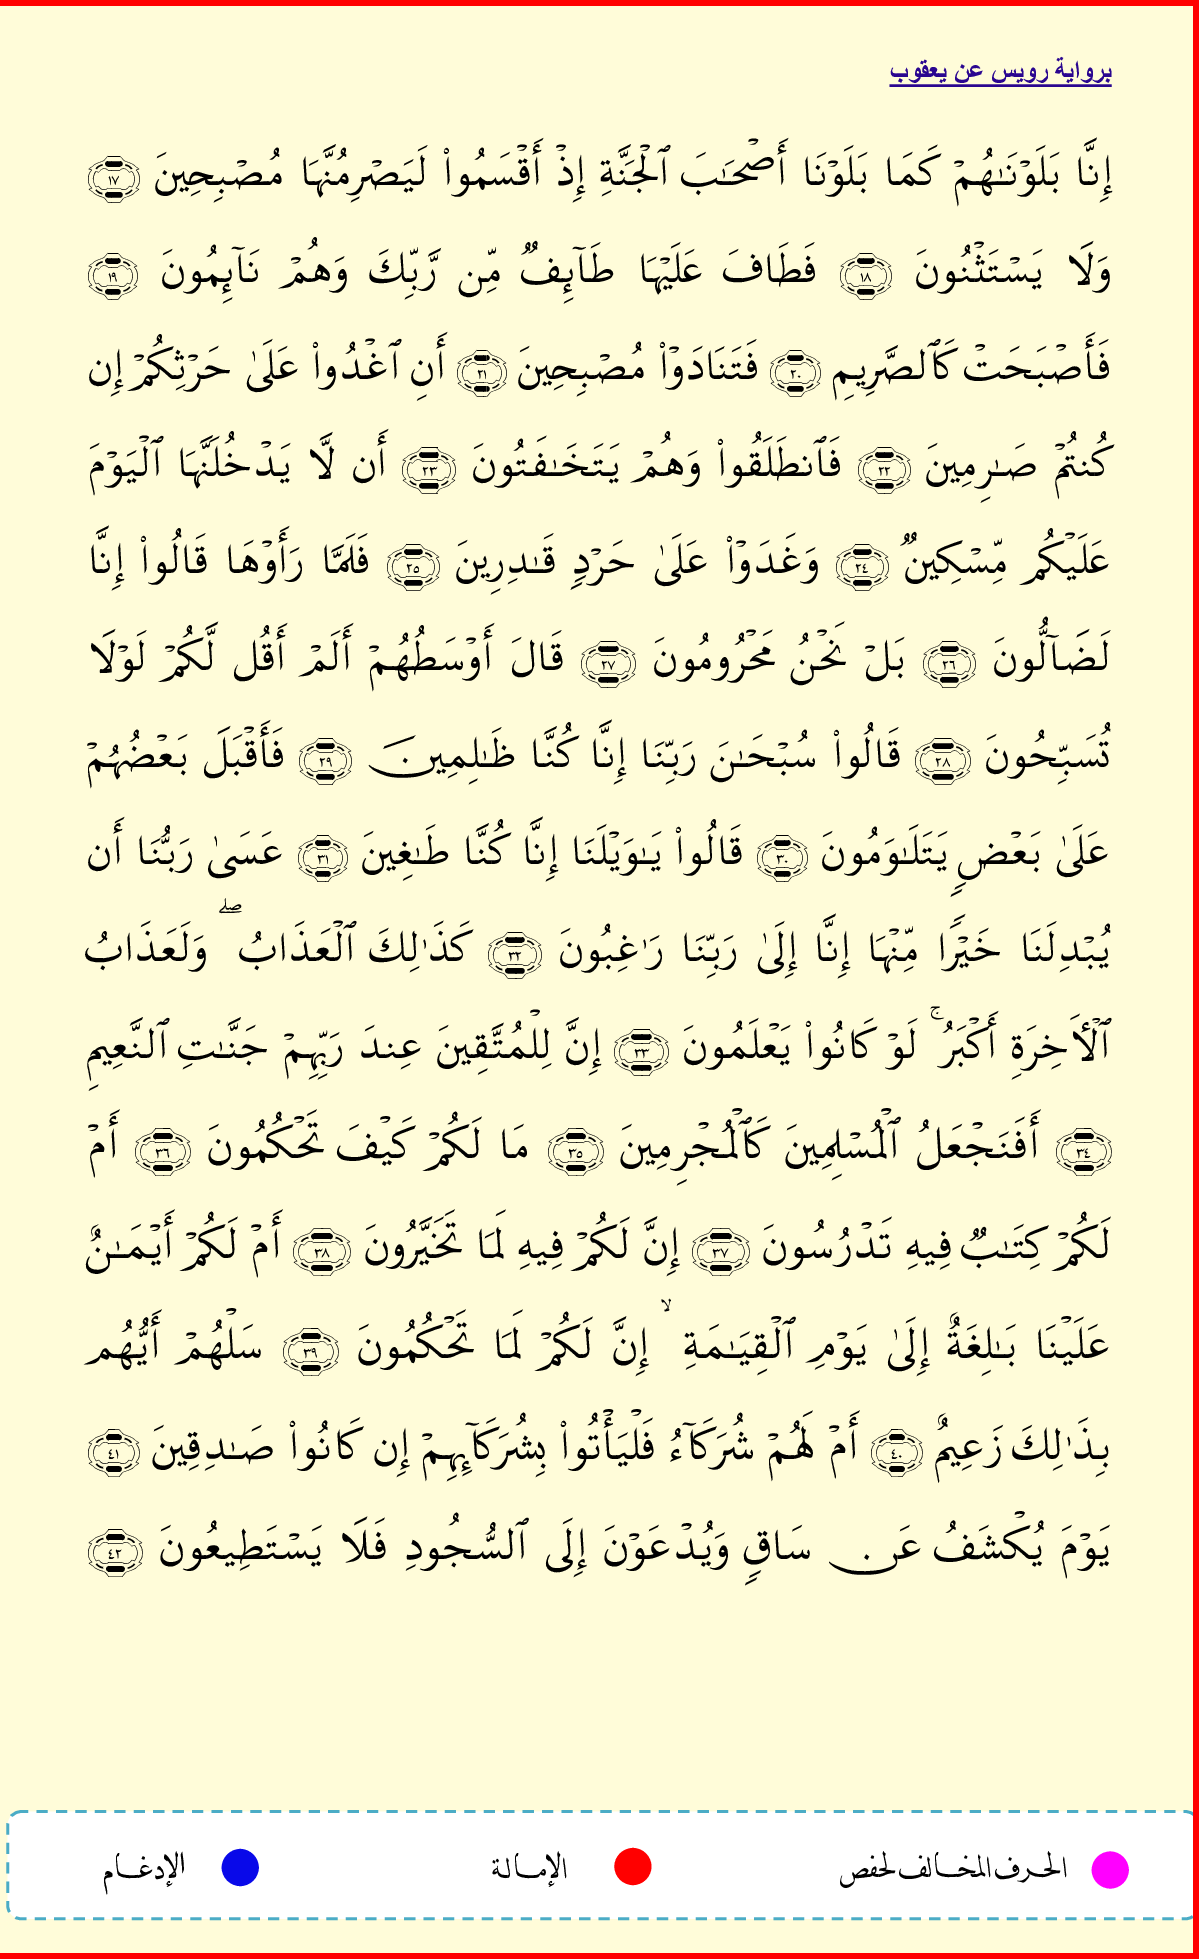 برواية رويس عن يعقوب
إِنَّا بَلَوْنَـٰهُمْ كَمَا بَلَوْنَا أَصْحَـٰبَ ٱلْجَنَّةِ إِذْ أَقْسَمُوا۟ لَيَصْرِمُنَّهَا مُصْبِحِينَ ١٧
وَلَا يَسْتَثْنُونَ ١٨ فَطَافَ عَلَيْهَا طَآئِفٌ مِّن رَّبِّكَ وَهُمْ نَآئِمُونَ ١٩
فَأَصْبَحَتْ كَٱلصَّرِيمِ ٢٠ فَتَنَادَوْا۟ مُصْبِحِينَ ٢١ أَنِ ٱغْدُوا۟ عَلَىٰ حَرْثِكُمْ إِن
كُنتُمْ صَـٰرِمِينَ ٢٢ فَٱنطَلَقُوا۟ وَهُمْ يَتَخَـٰفَتُونَ ٢٣ أَن لَّا يَدْخُلَنَّهَا ٱلْيَوْمَ
عَلَيْكُم مِّسْكِينٌ ٢٤ وَغَدَوْا۟ عَلَىٰ حَرْدٍ قَـٰدِرِينَ ٢٥ فَلَمَّا رَأَوْهَا قَالُوا۟ إِنَّا
لَضَآلُّونَ ٢٦ بَلْ نَحْنُ مَحْرُومُونَ ٢٧ قَالَ أَوْسَطُهُمْ أَلَمْ أَقُل لَّكُمْ لَوْلَا
تُسَبِّحُونَ ٢٨ قَالُوا۟ سُبْحَـٰنَ رَبِّنَا إِنَّا كُنَّا ظَـٰلِمِينَ ٢٩ فَأَقْبَلَ بَعْضُهُمْ
عَلَىٰ بَعْضٍ يَتَلَـٰوَمُونَ ٣٠ قَالُوا۟ يَـٰوَيْلَنَا إِنَّا كُنَّا طَـٰغِينَ ٣١ عَسَىٰ رَبُّنَا أَن
يُبْدِلَنَا خَيْرًا مِّنْهَا إِنَّا إِلَىٰ رَبِّنَا رَٰغِبُونَ ٣٢ كَذَٰلِكَ ٱلْعَذَابُ ۖ وَلَعَذَابُ
ٱلْأَخِرَةِ أَكْبَرُ ۚ لَوْ كَانُوا۟ يَعْلَمُونَ ٣٣ إِنَّ لِلْمُتَّقِينَ عِندَ رَبِّهِمْ جَنَّـٰتِ ٱلنَّعِيمِ
٣٤ أَفَنَجْعَلُ ٱلْمُسْلِمِينَ كَٱلْمُجْرِمِينَ ٣٥ مَا لَكُمْ كَيْفَ تَحْكُمُونَ ٣٦ أَمْ
لَكُمْ كِتَـٰبٌ فِيهِ تَدْرُسُونَ ٣٧ إِنَّ لَكُمْ فِيهِ لَمَا تَخَيَّرُونَ ٣٨ أَمْ لَكُمْ أَيْمَـٰنٌ
عَلَيْنَا بَـٰلِغَةٌ إِلَىٰ يَوْمِ ٱلْقِيَـٰمَةِ ۙ إِنَّ لَكُمْ لَمَا تَحْكُمُونَ ٣٩ سَلْهُمْ أَيُّهُم
بِذَٰلِكَ زَعِيمٌ ٤٠ أَمْ لَهُمْ شُرَكَآءُ فَلْيَأْتُوا۟ بِشُرَكَآئِهِمْ إِن كَانُوا۟ صَـٰدِقِينَ ٤١
يَوْمَ يُكْشَفُ عَن سَاقٍ وَيُدْعَوْنَ إِلَى ٱلسُّجُودِ فَلَا يَسْتَطِيعُونَ ٤٢
الحرف المخالف لحفص الإمالة الإدغام